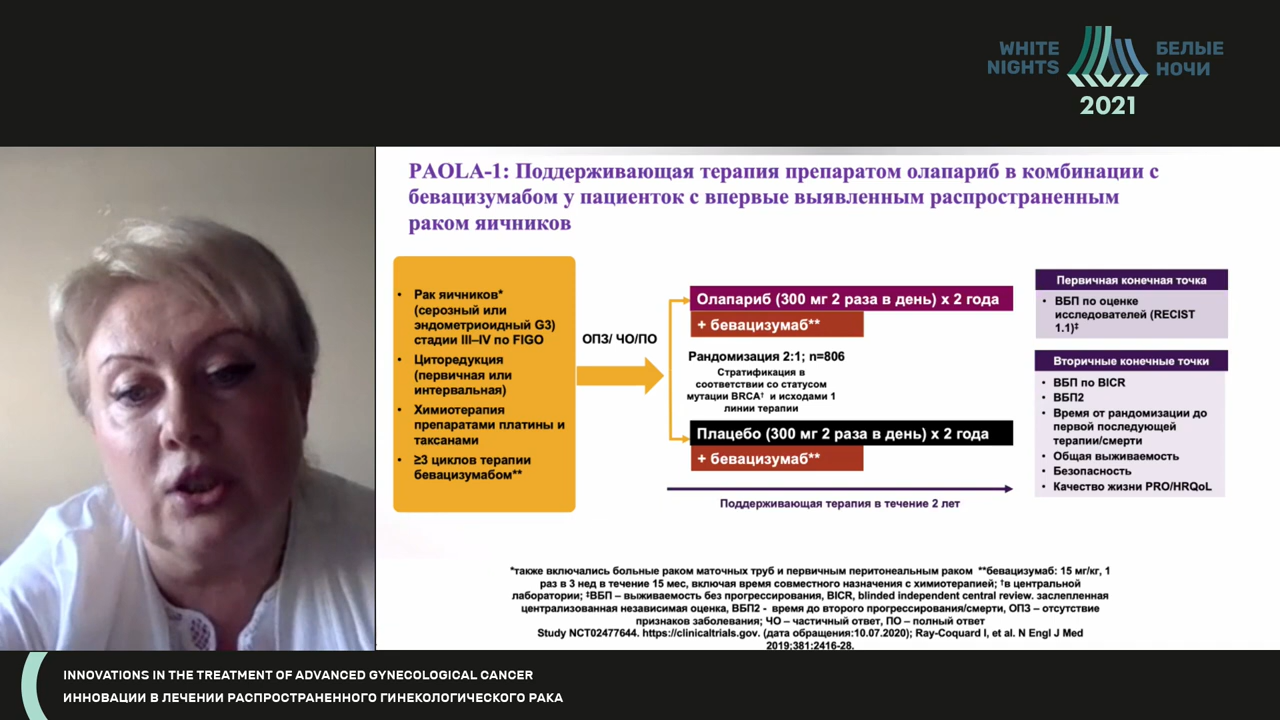 WHITE
NIGHTS
БЕЛЫЕ
НОЧИ
2021
PAOLA-1: Поддерживающая терапия препаратом олапариб в комбинации с
бевацизумабом у пациенток с впервые выявленным распространенным
раком яичников
• Рак яичников*
(серозный или
эндометриоидный G3)
стадии III–IV по FIGO
• Циторедукция
(первичная или
интервальная)
• Химиотерапия
препаратами платины и
таксанами
• ≥3 циклов терапии
бевацизумабом**
ОПЗ/ ЧО/ПО
Олапариб (300 мг 2 раза в день) x 2 года
+ бевацизумаб**
Рандомизация 2:1; n=806
Стратификация в
соответствии со статусом
мутации BRCA† и исходами 1
линии терапии
Плацебо (300 мг 2 раза в день) x 2 года
+ бевацизумаб**
Поддерживающая терапия в течение 2 лет
Первичная конечная точка
• ВБП по оценке
исследователей (RECIST
1.1)‡
Вторичные конечные точки
• ВБП по BICR
• ВБП2
• Время от рандомизации до
первой последующей
терапии/смерти
• Общая выживаемость
• Безопасность
• Качество жизни PRO/HRQoL
*также включались больные раком маточных труб и первичным перитонеальным раком **бевацизумаб: 15 мг/кг, 1
раз в 3 нед в течение 15 мес, включая время совместного назначения с химиотерапией; †в центральной
лаборатории; ‡ВБП – выживаемость без прогрессирования, BICR, blinded independent central review. заслепленная
централизованная независимая оценка, ВБП2 - время до второго прогрессирования/смерти, ОПЗ – отсутствие
признаков заболевания; ЧО – частичный ответ, ПО – полный ответ
Study NCT02477644. https://clinicaltrials.gov. (дата обращения:10.07.2020); Ray-Coquard I, et al. N Engl J Med
2019;381:2416-28.
INNOVATIONS IN THE TREATMENT OF ADVANCED GYNECOLOGICAL CANCER
ИННОВАЦИИ В ЛЕЧЕНИИ РАСПРОСТРАНЕННОГО ГИНЕКОЛОГИЧЕСКОГО РАКА